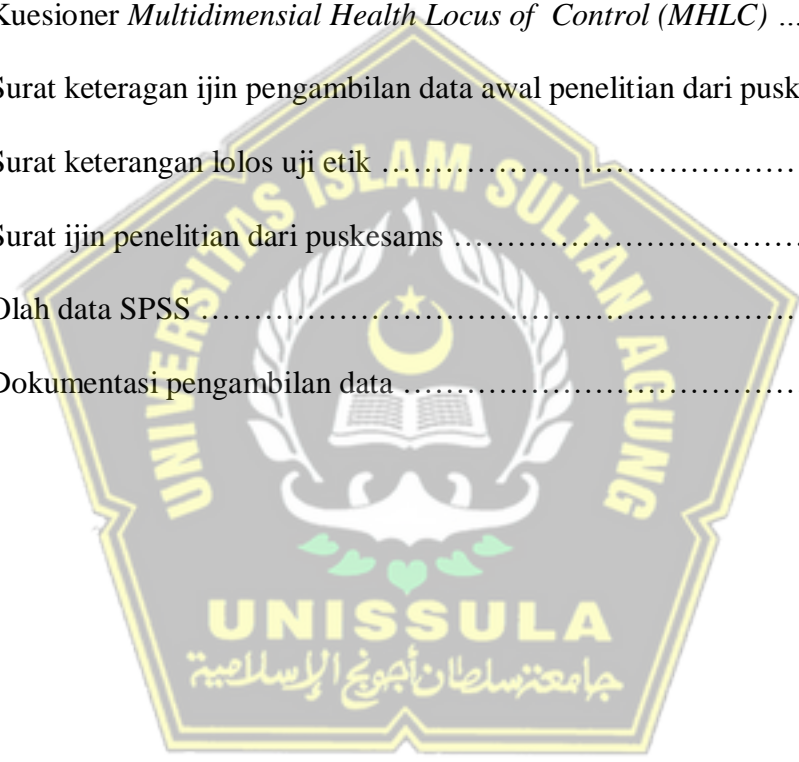 Kuesioner Multidimensial Health Locus of Control (MHLC) ...
Surat keteragan ijin pengambilan data awal penelitian dari pusk
Surat keterangan lolos uji etik ……………………………………
Surat ijin penelitian dari puskesams ……………………………
Olah data SPSS ………………………………………………………
Dokumentasi pengambilan data …………………………………
UNIVERSITAS ISLAM SULTAN AGUNG
UNISSULA
جامعة سلطان أجونج الإسلامية